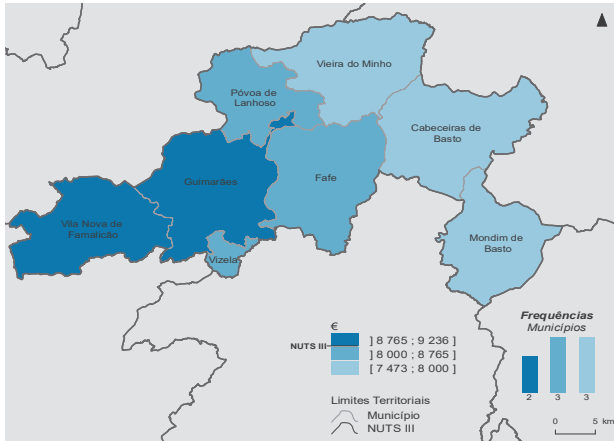 Vieira do Minho
Póvoa de
Lanhoso
Cabeceiras de
Basto
Guimarães
Fafe
Vila Nova de
Famalicão
Mondim de
Basto
Vizela
€
NUTS III
] 8 765 ; 9 236 ]
] 8 000 ; 8 765 ]
[ 7 473 ; 8 000 ]
Limites Territoriais
Município
NUTS III
Frequências
Municípios
2 3 3
0 5 km